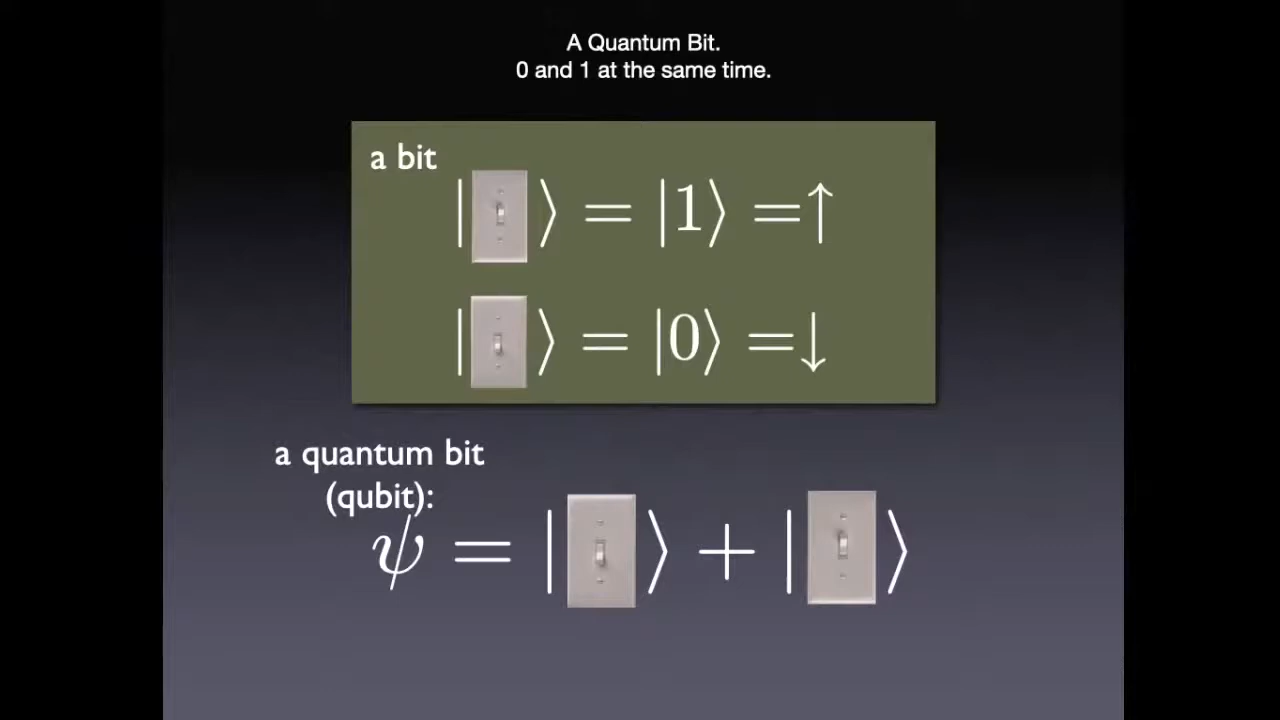 A Quantum Bit.
0 and 1 at the same time.
a bit
| ⟩ = |1⟩ =↑
| ⟩ = |0⟩ =↓
a quantum bit
(qubit):
ψ = | ⟩ + | ⟩